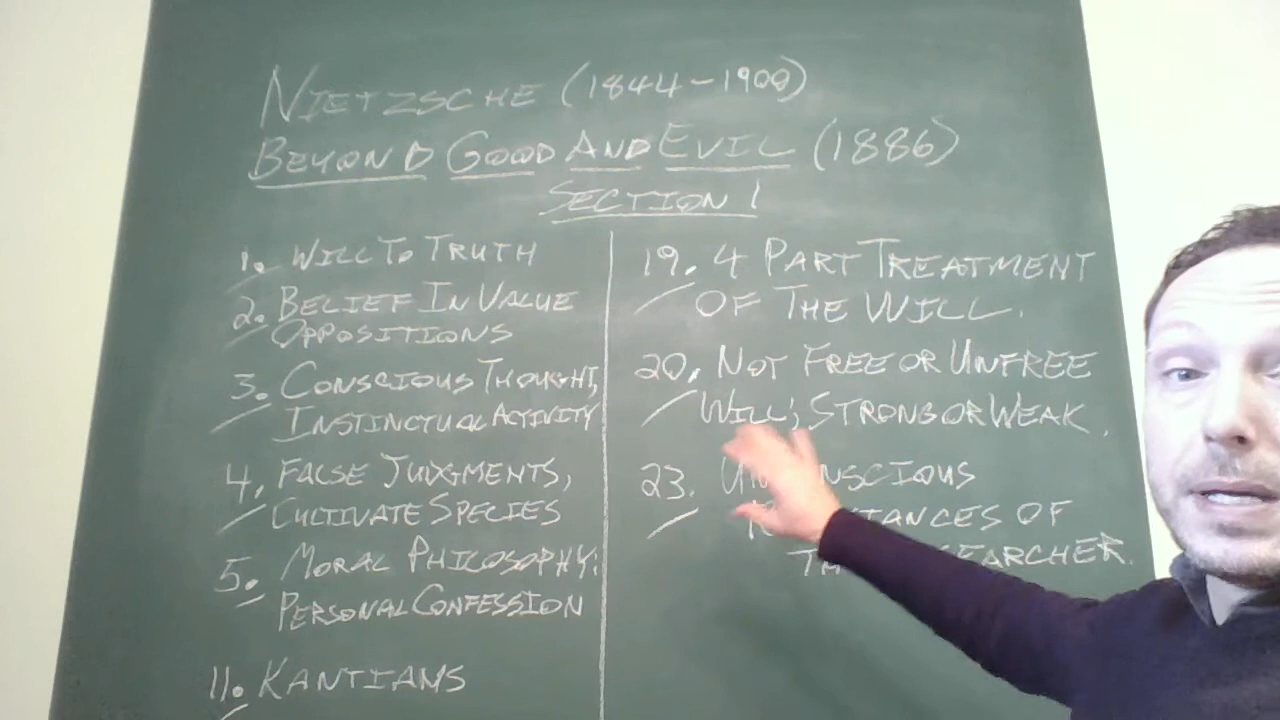 NIETZSCHE (1844-1900)
BEYOND GOOD AND EVIL (1886)
SECTION 1
1. WILL TO TRUTH
2. BELIEF IN VALUE
OPPOSITIONS
3. CONSCIOUS THOUGHT,
INSTINCTUAL ACTIVITY
4. FALSE JUDGMENTS,
CULTIVATE SPECIES
5. MORAL PHILOSOPHY:
PERSONAL CONFESSION
11. KANTIANS
19. 4 PART TREATMENT
OF THE WILL.
20. NOT FREE OR UNFREE
WILL; STRONG OR WEAK.
23.
OF